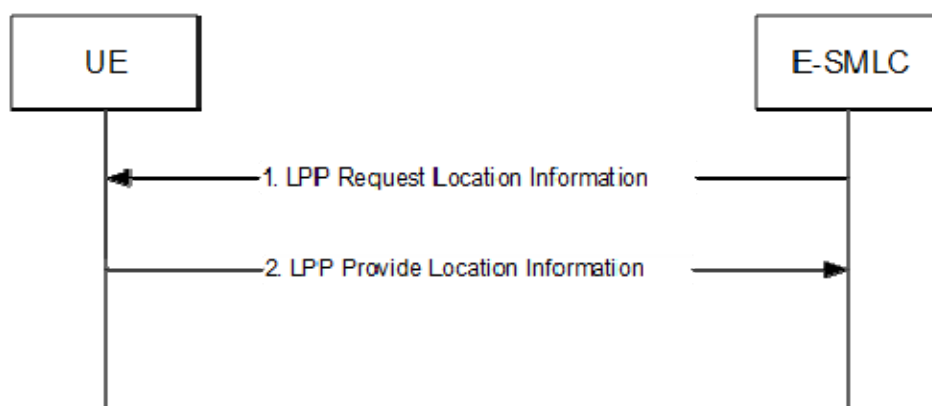 UE
E-SMLC
1. LPP Request Location Information
2. LPP Provide Location Information